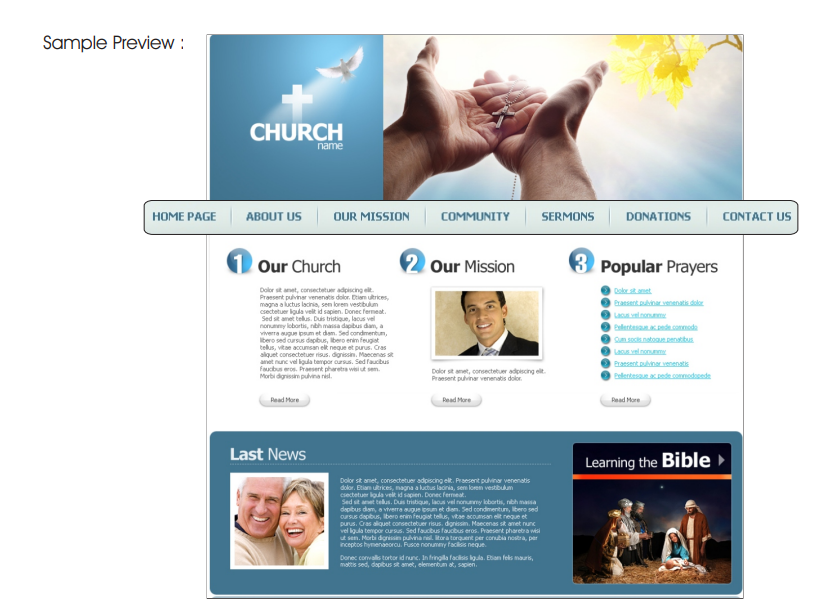 Sample Preview :
CHURCH
name
HOME PAGE
ABOUT US
OUR MISSION
COMMUNITY
SERMONS
DONATIONS
CONTACT US
1 Our Church
Dolor sit amet, consectetuer adipiscing elit.
Praesent pulvinar venenatis dolor. Etiam ultrices,
magna a luctus lacinia, sem lorem vestibulum
csectetuer ligula velit id sapien. Donec fermeat.
Sed sit amet tellus. Duis tristique, lacus vel
nonummy lobortis, nibh massa dapibus diam, a
viverra augue ipsum et diam. Sed condimentum,
libero sed cursus dapibus, libero enim feugiat
tellus, vitae accumsan elit neque et purus. Cras
aliquet consectetuer risus. dignissim. Maecenas sit
amet nunc vel ligula tempor cursus. Sed faucibus
faucibus eros. Praesent pharetra wisi ut sem.
Morbi dignissim pulvina nisl.
Read More
2 Our Mission
Dolor sit amet, consectetuer adipiscing elit.
Praesent pulvinar venenatis dolor.
Read More
3 Popular Prayers
Dolor sit amet
Praesent pulvinar venenatis dolor
Lacus vel nonummy
Pellentesque ac pede commodo
Cum socis natoque penatibus
Lacus vel nonummy
Praesent pulvinar venenatis
Pellentesque ac pede commodopede
Read More
Last News
Dolor sit amet, consectetuer adipiscing elit. Praesent pulvinar venenatis
dolor. Etiam ultrices, magna a luctus lacinia, sem lorem vestibulum
csectetuer ligula velit id sapien. Donec fermeat.
Sed sit amet tellus. Duis tristique, lacus vel nonummy lobortis, nibh massa
dapibus diam, a viverra augue ipsum et diam. Sed condimentum, libero sed
cursus dapibus, libero enim feugiat tellus, vitae accumsan elit neque et
purus. Cras aliquet consectetuer risus. dignissim. Maecenas sit amet nunc
vel ligula tempor cursus. Sed faucibus faucibus eros. Praesent pharetra wisi
ut sem. Morbi dignissim pulvina nisl. litora torquent per conubia nostra, per
inceptos hymenaeorcu. Fusce nonummy facilisis neque.
Donec convallis tortor id nunc. In fringilla facilisis ligula. Etiam felis mauris,
mattis sed, dapibus sit amet, elementum at, sapien.
Learning the Bible